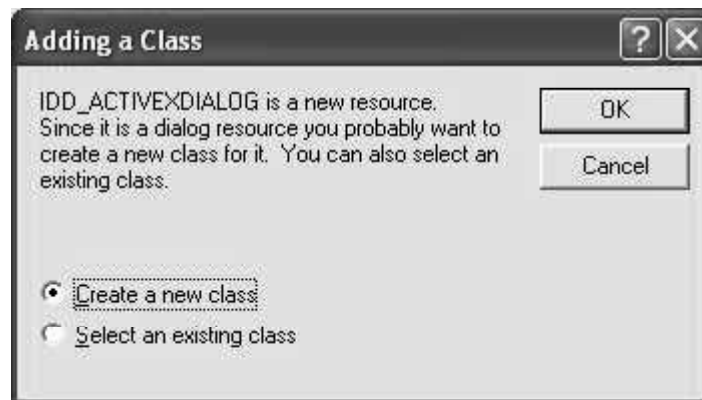 Adding a Class
IDD_ACTIVEXDIALOG is a new resource.
Since it is a dialog resource you probably want to
create a new class for it. You can also select an
existing class.
OK
Cancel
Create a new class
Select an existing class